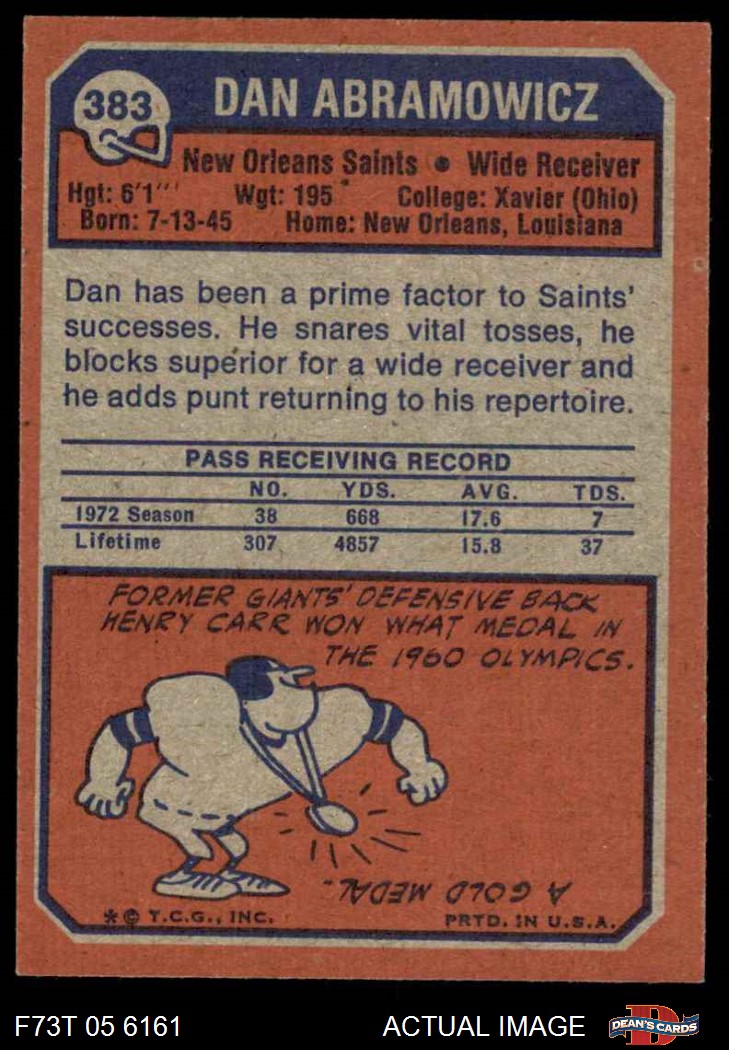 383
DAN ABRAMOWICZ
New Orleans Saints • Wide Receiver
Hgt: 6'1" Wgt: 195 College: Xavier (Ohio)
Born: 7-13-45 Home: New Orleans, Louisiana
Dan has been a prime factor to Saints'
successes. He snares vital tosses, he
blocks superior for a wide receiver and
he adds punt returning to his repertoire.
PASS RECEIVING RECORD
NO. YDS. AVG. TDS.
1972 Season 38 668 17.6 7
Lifetime 307 4857 15.8 37
FORMER GIANTS' DEFENSIVE BACK
HENRY CARR WON WHAT MEDAL IN
THE 1960 OLYMPICS.
A GOLD MEDAL.
* © T.C.G., INC. PRTD. IN U.S.A.
F73T 05 6161 ACTUAL IMAGE D DEAN'S CARDS